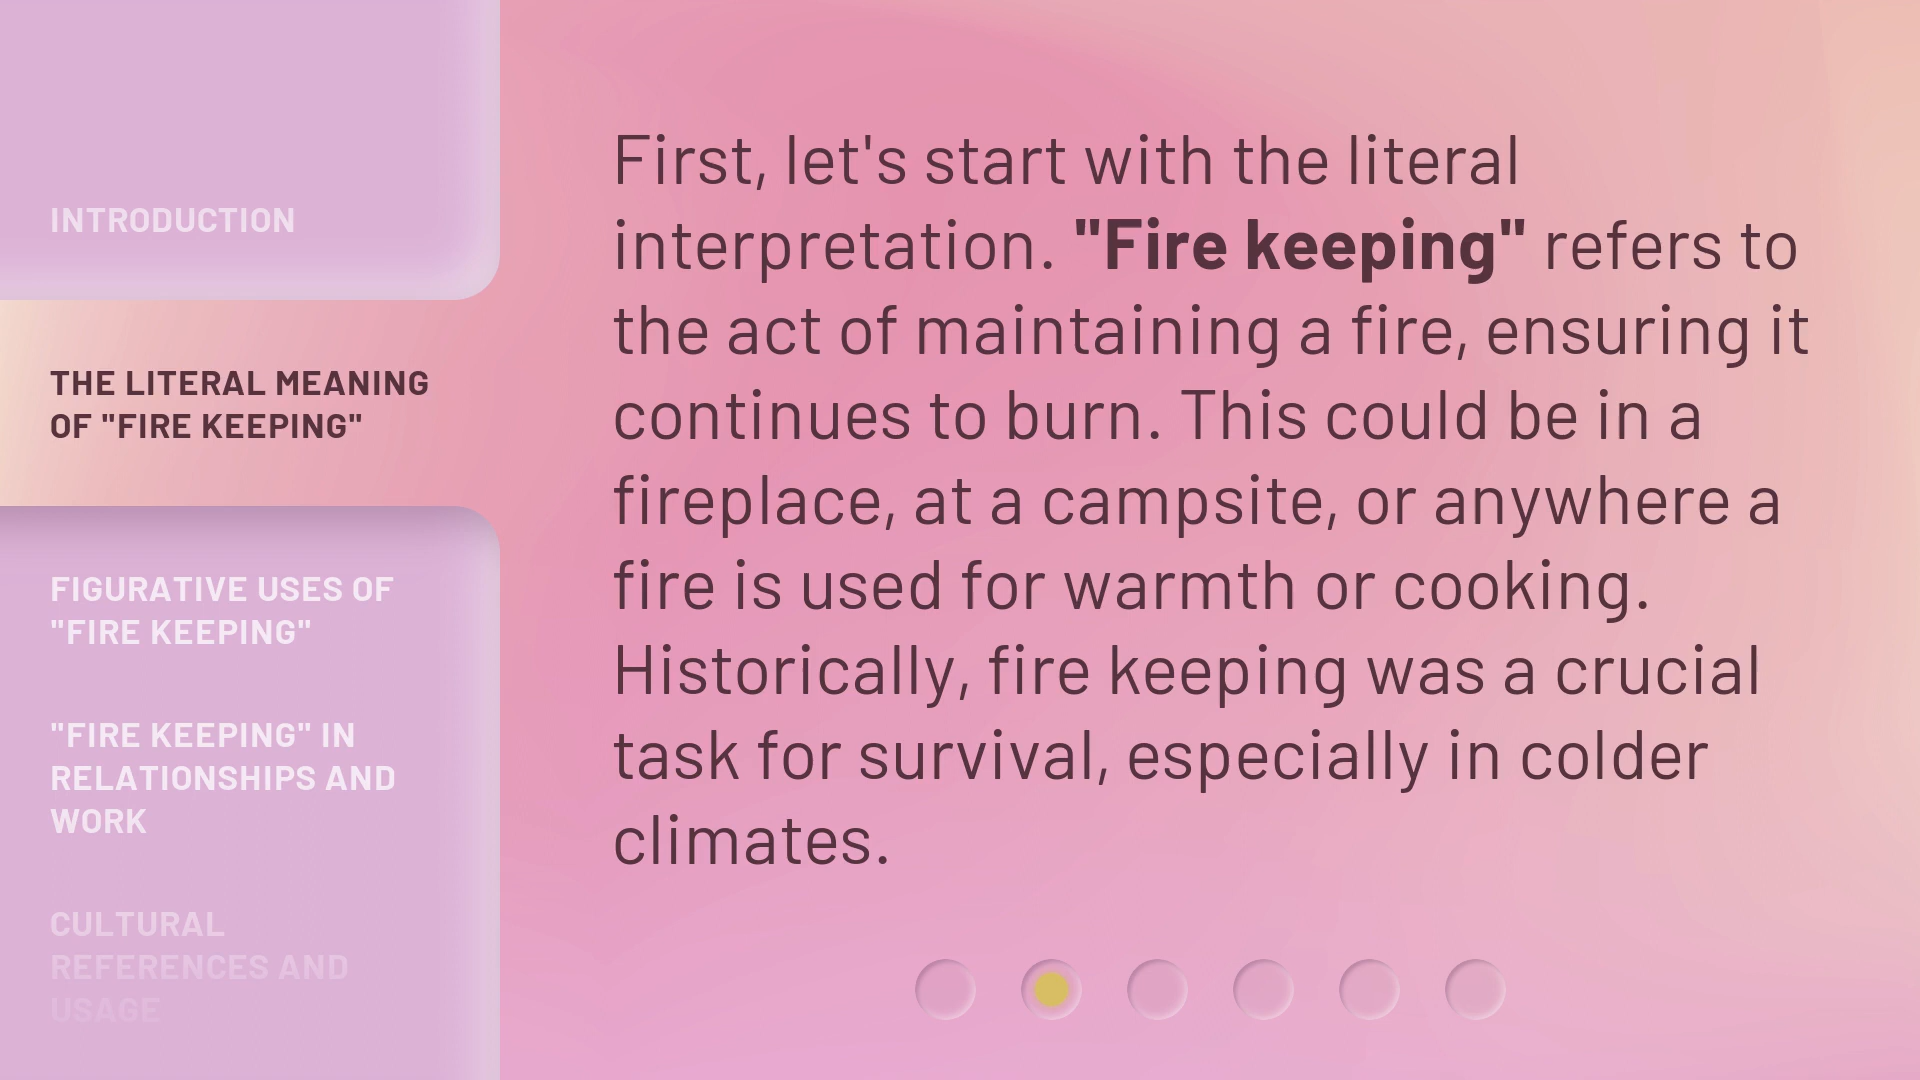 INTRODUCTION
THE LITERAL MEANING
OF "FIRE KEEPING"
FIGURATIVE USES OF
"FIRE KEEPING"
"FIRE KEEPING" IN
RELATIONSHIPS AND
WORK
CULTURAL
REFERENCES AND
USAGE
First, let's start with the literal
interpretation. "Fire keeping" refers to
the act of maintaining a fire, ensuring it
continues to burn. This could be in a
fireplace, at a campsite, or anywhere a
fire is used for warmth or cooking.
Historically, fire keeping was a crucial
task for survival, especially in colder
climates.